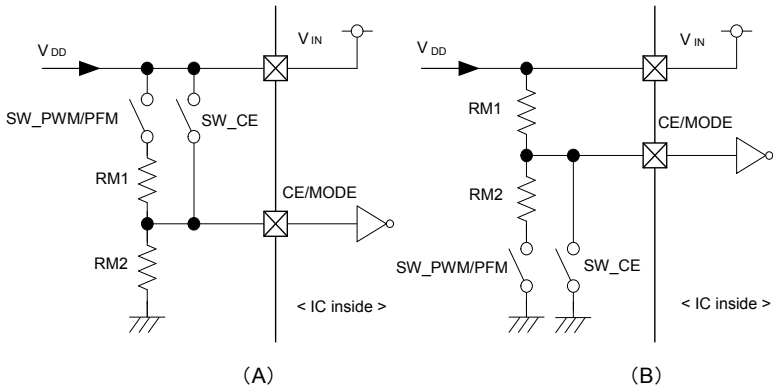 V DD
V IN
SW_PWM/PFM
SW_CE
RM1
CE/MODE
RM2
< IC inside >
(A)
V DD
V IN
RM1
CE/MODE
RM2
SW_PWM/PFM
SW_CE
< IC inside >
(B)